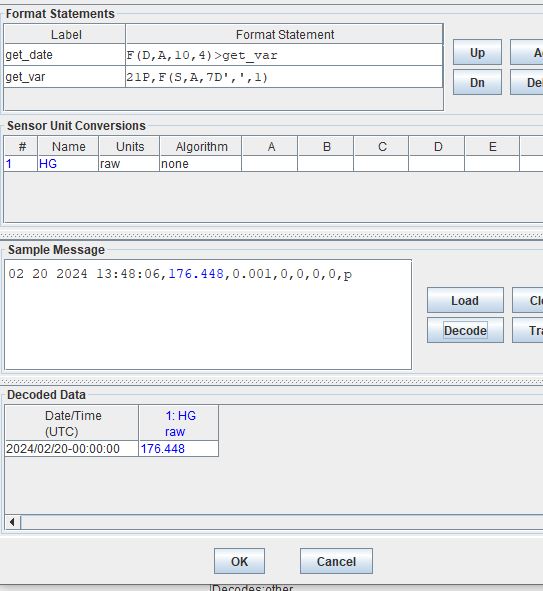 Format Statements
Label Format Statement
get_date F(D,A,10,4)>get_var
get_var 21P,F(S,A,7D',',1)
Up
Dn
Sensor Unit Conversions
# Name Units Algorithm A B C D E
1 HG raw none
Sample Message
02 20 2024 13:48:06,176.448,0.001,0,0,0,0,p
Load
Decode
Decoded Data
Date/Time 1: HG
(UTC) raw
2024/02/20-00:00:00 176.448
OK Cancel
Decodes:other